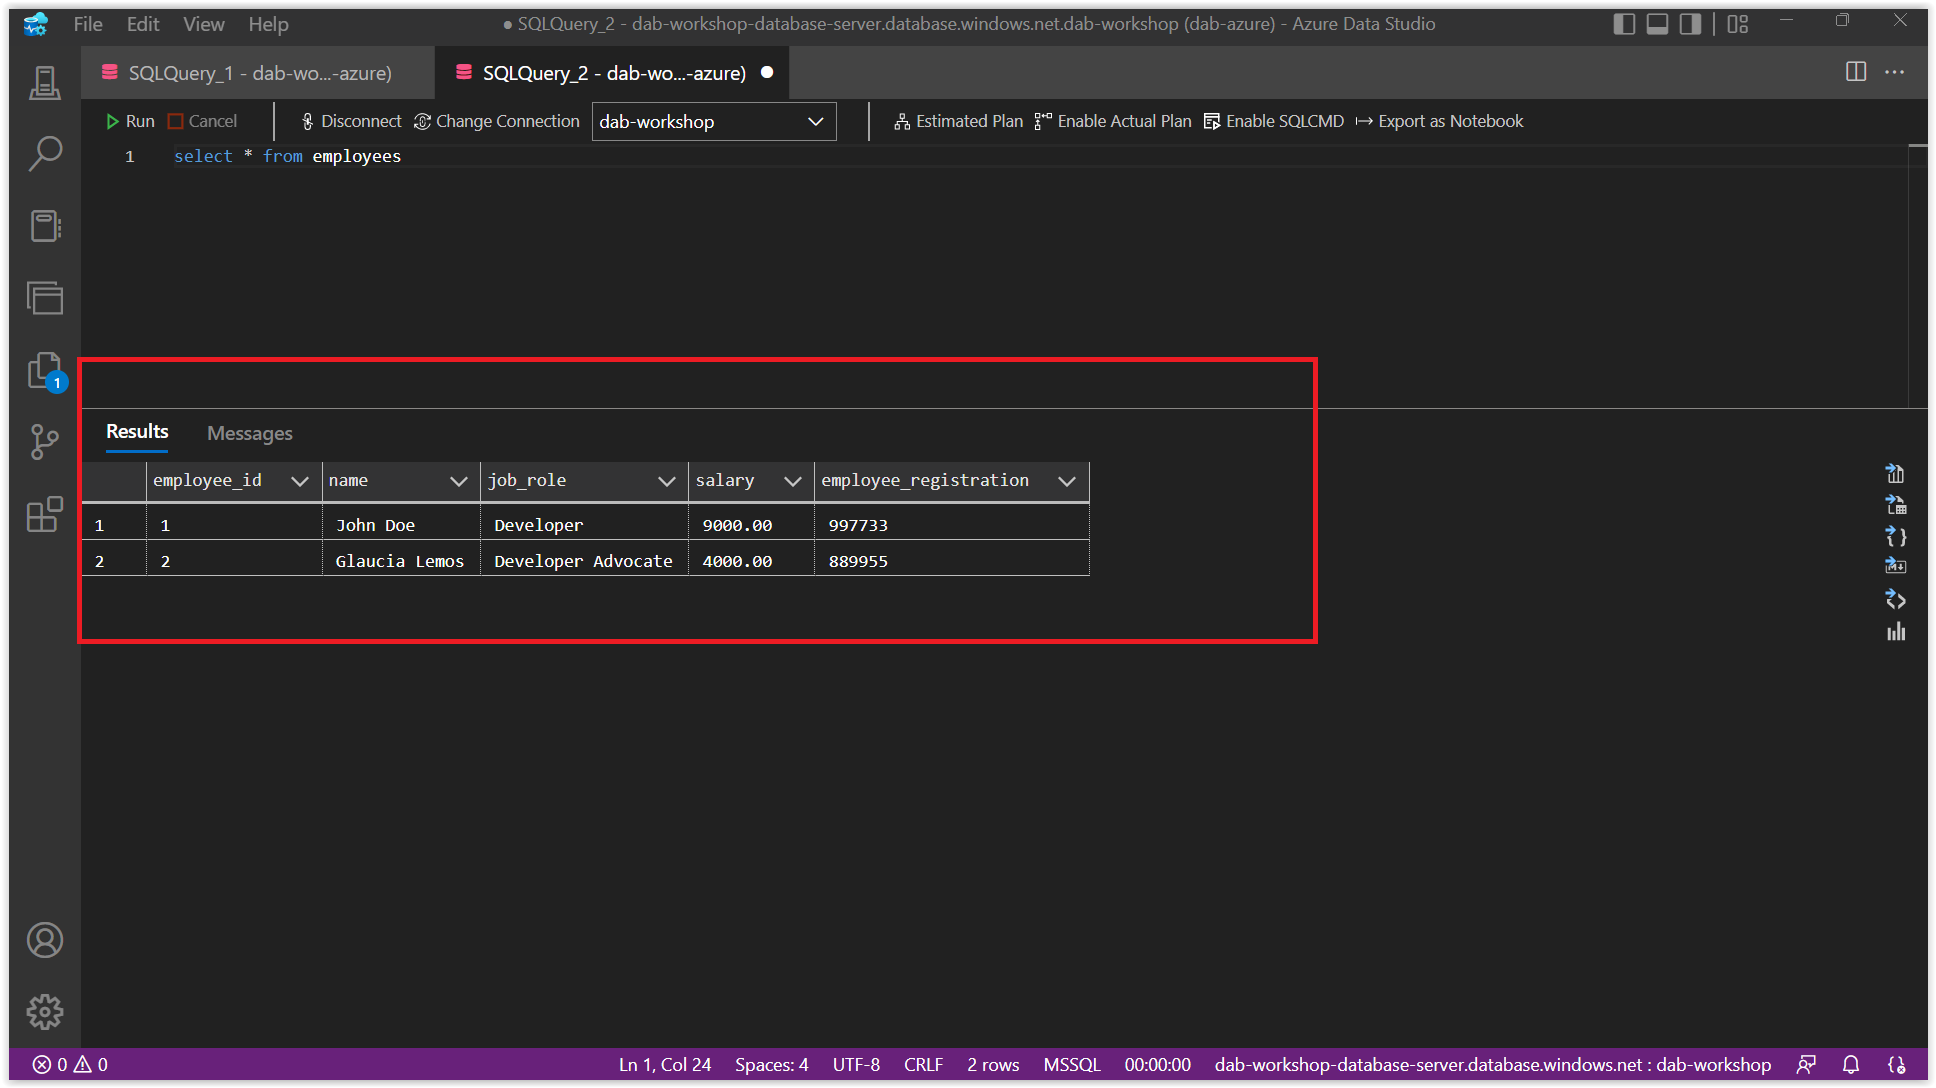 File Edit View Help ● SQLQuery_2 - dab-workshop-database-server.database.windows.net.dab-workshop (dab-azure) - Azure Data Studio
SQLQuery_1 - dab-wo...-azure) SQLQuery_2 - dab-wo...-azure) ●
Run Cancel Disconnect Change Connection dab-workshop Estimated Plan Enable Actual Plan Enable SQLCMD Export as Notebook
1 select * from employees
1
Results Messages
employee_id name job_role salary employee_registration
1 1 John Doe Developer 9000.00 997733
2 2 Glaucia Lemos Developer Advocate 4000.00 889955
0 0 Ln 1, Col 24 Spaces: 4 UTF-8 CRLF 2 rows MSSQL 00:00:00 dab-workshop-database-server.database.windows.net : dab-workshop